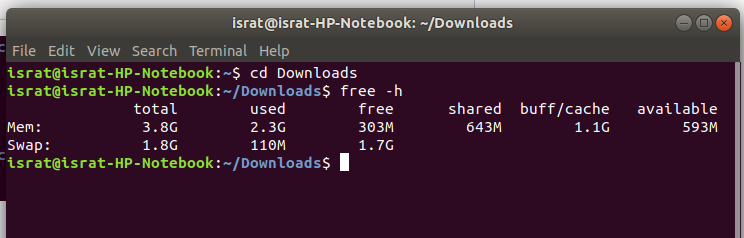 israt@israt-HP-Notebook: ~/Downloads
File Edit View Search Terminal Help
israt@israt-HP-Notebook:~$ cd Downloads
israt@israt-HP-Notebook:~/Downloads$ free -h
              total        used        free      shared  buff/cache   available
Mem:           3.8G        2.3G        303M        643M        1.1G        593M
Swap:          1.8G        110M        1.7G
israt@israt-HP-Notebook:~/Downloads$